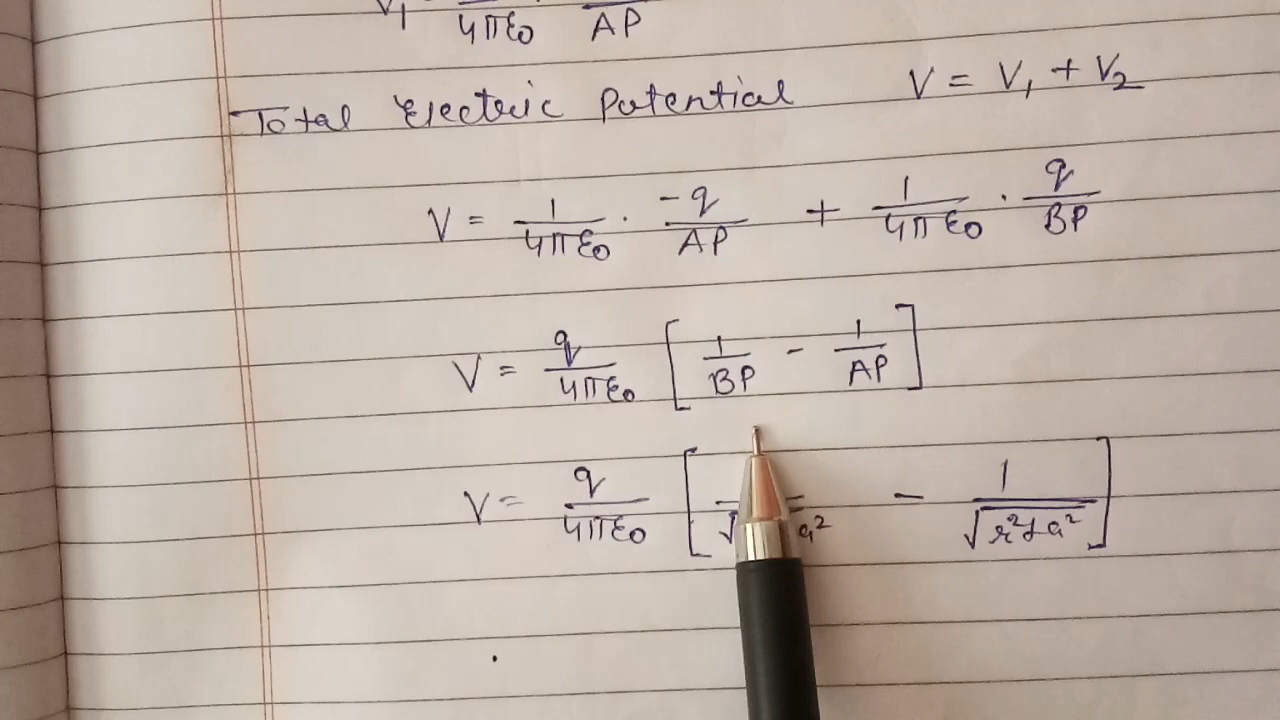 V₁ 4πε₀ AP
Total Electric Potential V = V₁ + V₂
V = 1/4πε₀ · -q/AP + 1/4πε₀ · q/BP
V = q/4πε₀ [ 1/BP - 1/AP ]
V = q/4πε₀ [ √ a² - 1/√r²+a² ]